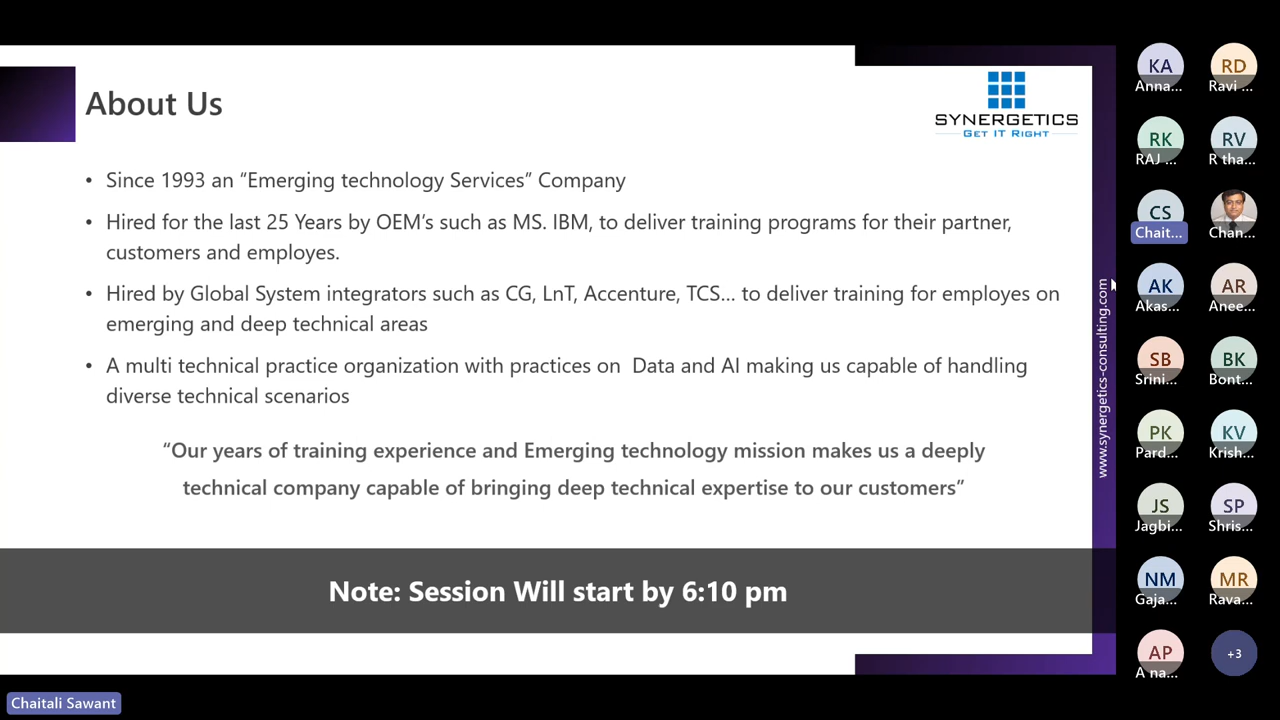 About Us
SYNERGETICS
GET IT RIGHT
• Since 1993 an “Emerging technology Services” Company
• Hired for the last 25 Years by OEM’s such as MS. IBM, to deliver training programs for their partner,
customers and employes.
• Hired by Global System integrators such as CG, LnT, Accenture, TCS... to deliver training for employes on
emerging and deep technical areas
• A multi technical practice organization with practices on Data and AI making us capable of handling
diverse technical scenarios
“Our years of training experience and Emerging technology mission makes us a deeply
technical company capable of bringing deep technical expertise to our customers”
Note: Session Will start by 6:10 pm
www.synergetics-consulting.com
KA
Anna...
RD
Ravi ...
RK
RAJ ...
RV
R tha...
CS
Chait...
Chan...
AK
Akas...
AR
Anee...
SB
Srini...
BK
Bont...
PK
Pard...
KV
Krish...
JS
Jagbi...
SP
Shris...
NM
Gaja...
MR
Rava...
AP
A na...
+3
Chaitali Sawant